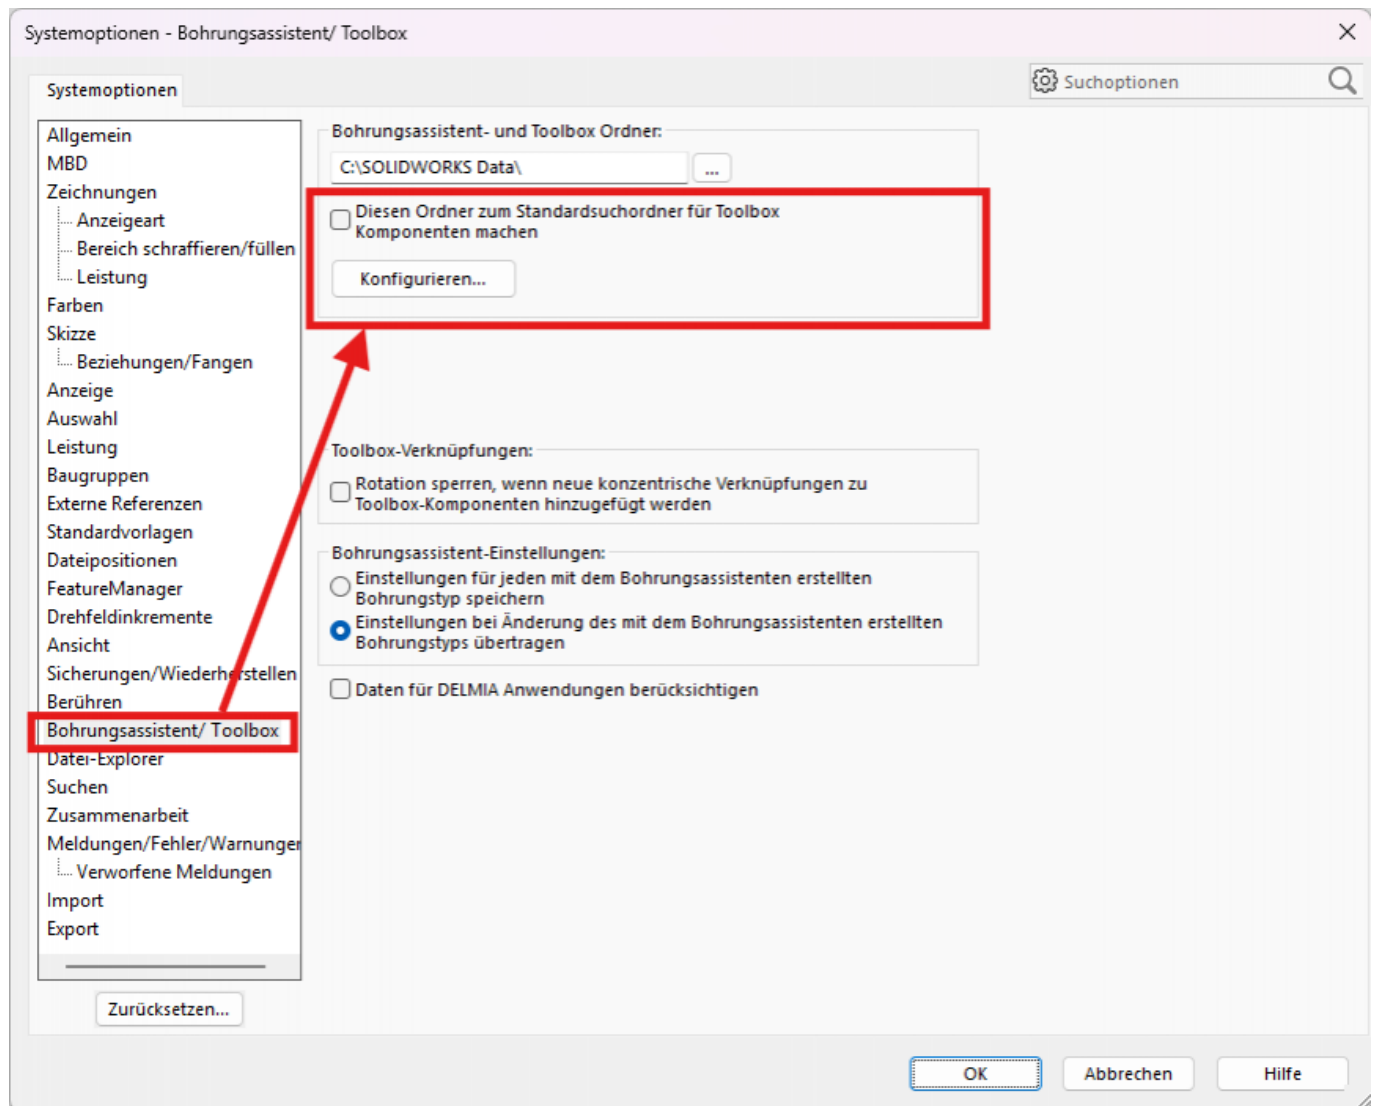 Systemoptionen - Bohrungsassistent/ Toolbox
Systemoptionen
Suchoptionen
Allgemein
MBD
Zeichnungen
Anzeigeart
Bereich schraffieren/füllen
Leistung
Farben
Skizze
Beziehungen/Fangen
Anzeige
Auswahl
Leistung
Baugruppen
Externe Referenzen
Standardvorlagen
Dateipositionen
FeatureManager
Drehfeldinkremente
Ansicht
Sicherungen/Wiederherstellen
Berühren
Bohrungsassistent/ Toolbox
Datei-Explorer
Suchen
Zusammenarbeit
Meldungen/Fehler/Warnunger
Verworfene Meldungen
Import
Export
Zurücksetzen...
Bohrungsassistent- und Toolbox Ordner:
C:\SOLIDWORKS Data\
...
Diesen Ordner zum Standardsuchordner für Toolbox
Komponenten machen
Konfigurieren...
Toolbox-Verknüpfungen:
Rotation sperren, wenn neue konzentrische Verknüpfungen zu
Toolbox-Komponenten hinzugefügt werden
Bohrungsassistent-Einstellungen:
Einstellungen für jeden mit dem Bohrungsassistenten erstellten
Bohrungstyp speichern
Einstellungen bei Änderung des mit dem Bohrungsassistenten erstellten
Bohrungstyps übertragen
Daten für DELMIA Anwendungen berücksichtigen
OK
Abbrechen
Hilfe